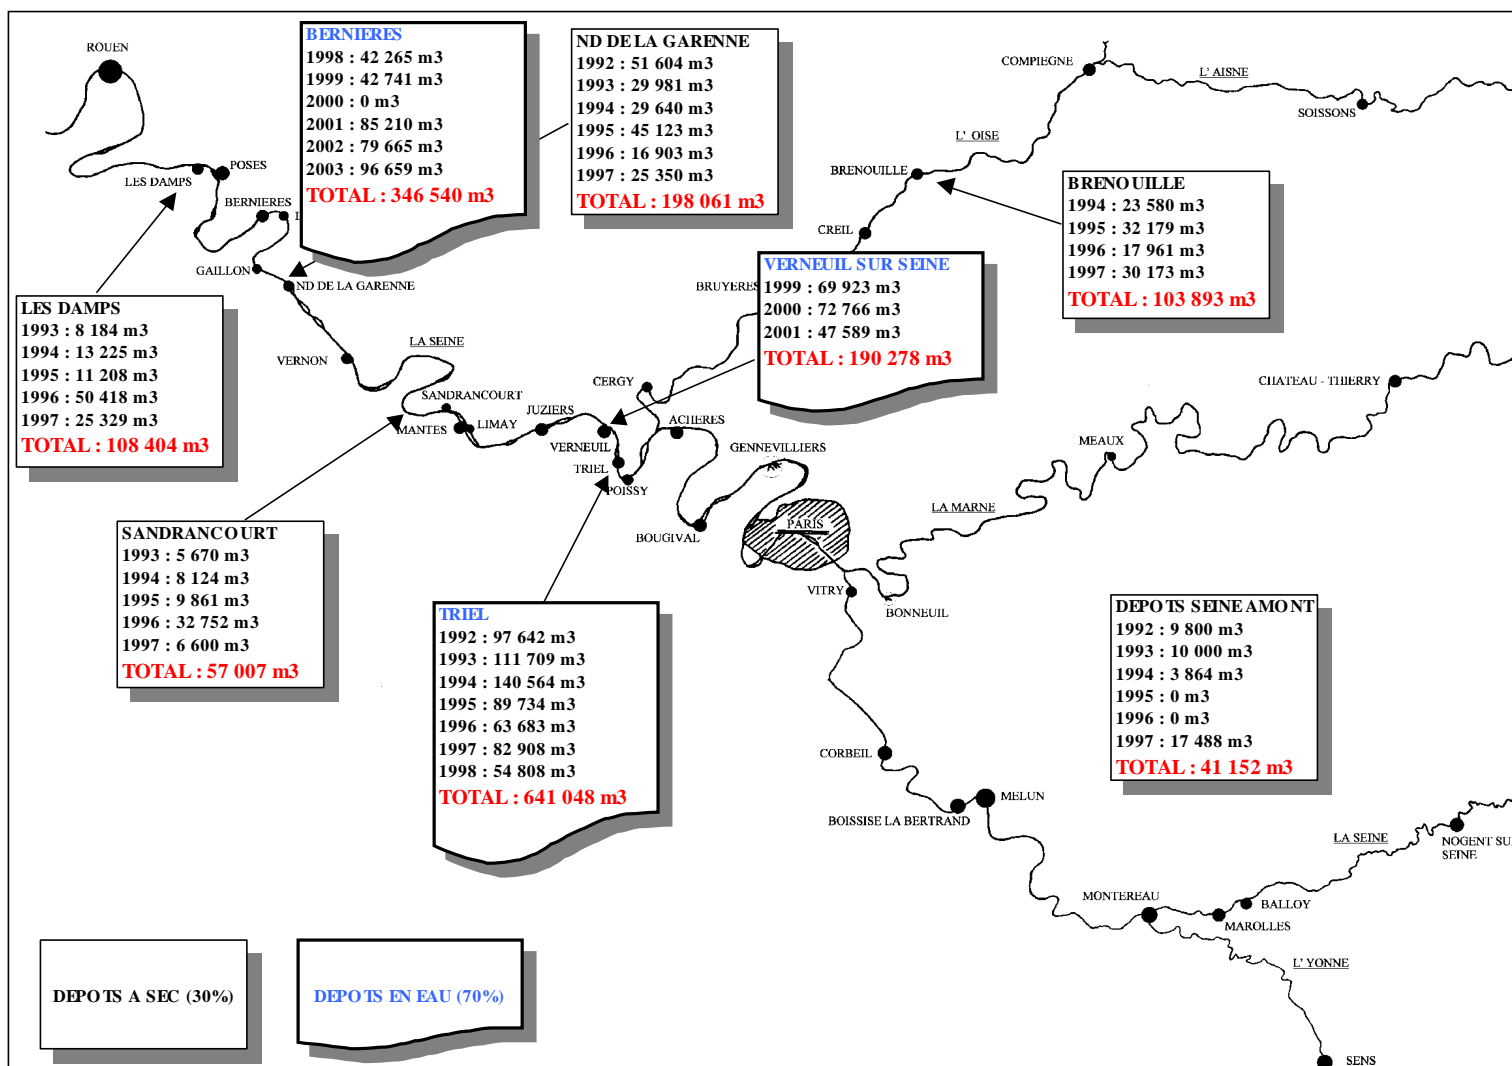 ROUEN
BERNIERES
1998 : 42 265 m3
1999 : 42 741 m3
2000 : 0 m3
2001 : 85 210 m3
2002 : 79 665 m3
2003 : 96 659 m3
TOTAL : 346 540 m3
ND DE LA GARENNE
1992 : 51 604 m3
1993 : 29 981 m3
1994 : 29 640 m3
1995 : 45 123 m3
1996 : 16 903 m3
1997 : 25 350 m3
TOTAL : 198 061 m3
COMPIEGNE
L' AISNE
SOISSONS
L' OISE
BRENOUILLE
CREIL
BRENOUILLE
1994 : 23 580 m3
1995 : 32 179 m3
1996 : 17 961 m3
1997 : 30 173 m3
TOTAL : 103 893 m3
POSES
LES DAMPS
BERNIERES
GAILLON
ND DE LA GARENNE
BRUYERES
VERNEUIL SUR SEINE
1999 : 69 923 m3
2000 : 72 766 m3
2001 : 47 589 m3
TOTAL : 190 278 m3
LES DAMPS
1993 : 8 184 m3
1994 : 13 225 m3
1995 : 11 208 m3
1996 : 50 418 m3
1997 : 25 329 m3
TOTAL : 108 404 m3
VERNON
LA SEINE
SANDRANCOURT
MANTES
LIMAY
JUZIERS
VERNEUIL
TRIEL
POISSY
CERGY
ACHERES
GENNEVILLIERS
BOUGIVAL
PARIS
CHATEAU - THIERRY
MEAUX
LA MARNE
VITRY
BONNEUIL
SANDRANCOURT
1993 : 5 670 m3
1994 : 8 124 m3
1995 : 9 861 m3
1996 : 32 752 m3
1997 : 6 600 m3
TOTAL : 57 007 m3
TRIEL
1992 : 97 642 m3
1993 : 111 709 m3
1994 : 140 564 m3
1995 : 89 734 m3
1996 : 63 683 m3
1997 : 82 908 m3
1998 : 54 808 m3
TOTAL : 641 048 m3
DEPOTS SEINE AMONT
1992 : 9 800 m3
1993 : 10 000 m3
1994 : 3 864 m3
1995 : 0 m3
1996 : 0 m3
1997 : 17 488 m3
TOTAL : 41 152 m3
CORBEIL
MELUN
BOISSISE LA BERTRAND
LA SEINE
NOGENT SU
SEINE
MONTEREAU
BALLOY
MAROLLES
L' YONNE
SENS
DEPOTS A SEC (30%)
DEPOTS EN EAU (70%)